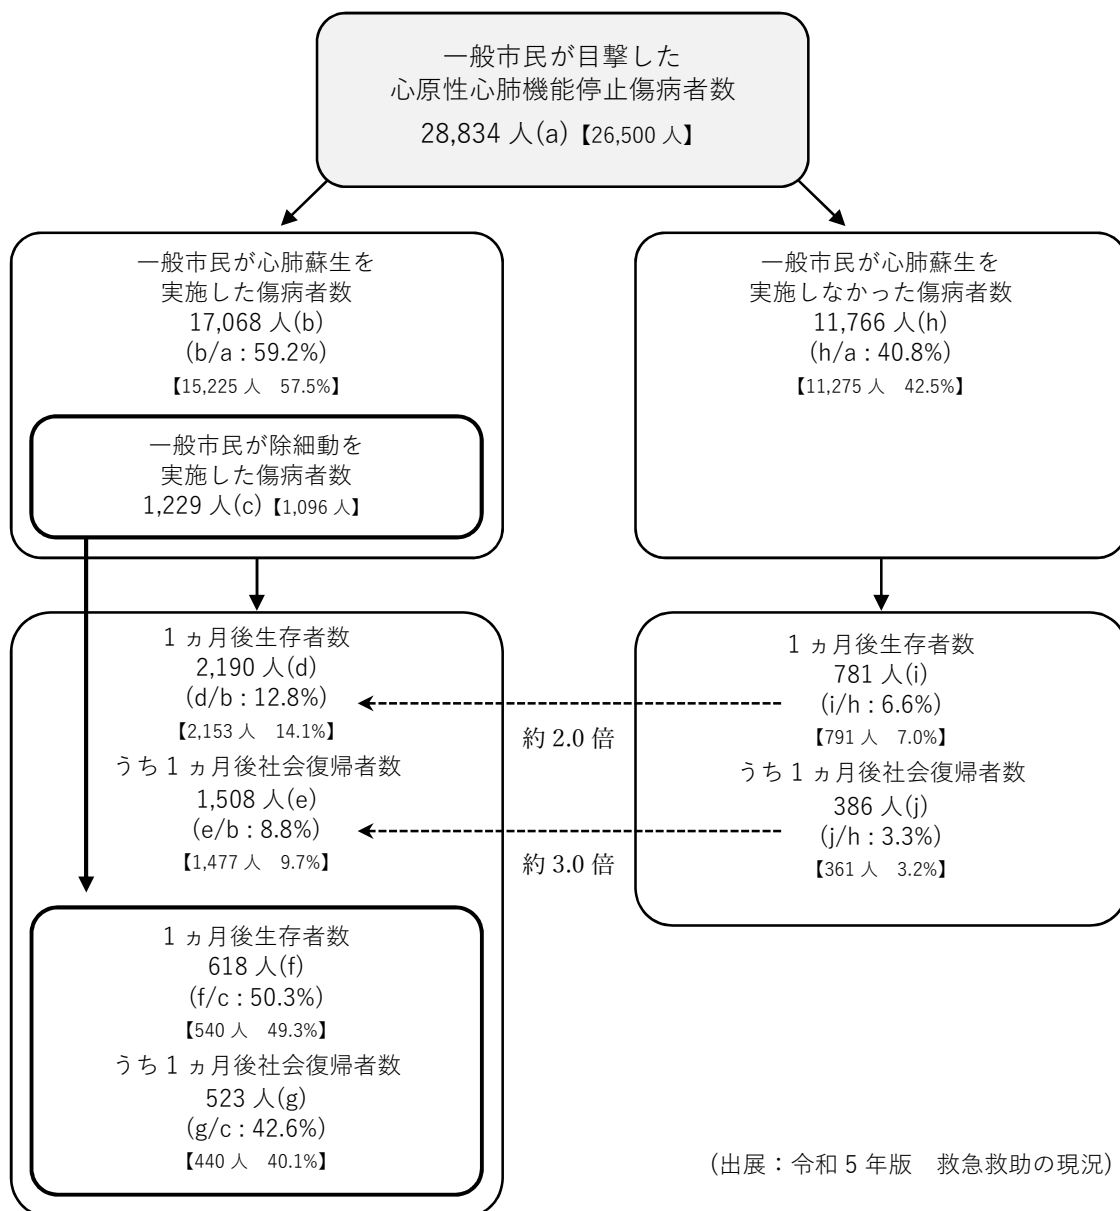 一般市民が目撃した
心原性心肺機能停止傷病者数
28,834 人(a)【26,500 人】
一般市民が心肺蘇生を
実施した傷病者数
17,068 人(b)
(b/a : 59.2%)
【15,225 人　57.5%】
一般市民が除細動を
実施した傷病者数
1,229 人(c)【1,096 人】
一般市民が心肺蘇生を
実施しなかった傷病者数
11,766 人(h)
(h/a : 40.8%)
【11,275 人　42.5%】
1 ヵ月後生存者数
2,190 人(d)
(d/b : 12.8%)
【2,153 人　14.1%】
うち 1 ヵ月後社会復帰者数
1,508 人(e)
(e/b : 8.8%)
【1,477 人　9.7%】
約 2.0 倍
約 3.0 倍
1 ヵ月後生存者数
781 人(i)
(i/h : 6.6%)
【791 人　7.0%】
うち 1 ヵ月後社会復帰者数
386 人(j)
(j/h : 3.3%)
【361 人　3.2%】
1 ヵ月後生存者数
618 人(f)
(f/c : 50.3%)
【540 人　49.3%】
うち 1 ヵ月後社会復帰者数
523 人(g)
(g/c : 42.6%)
【440 人　40.1%】
(出展：令和 5 年版　救急救助の現況)